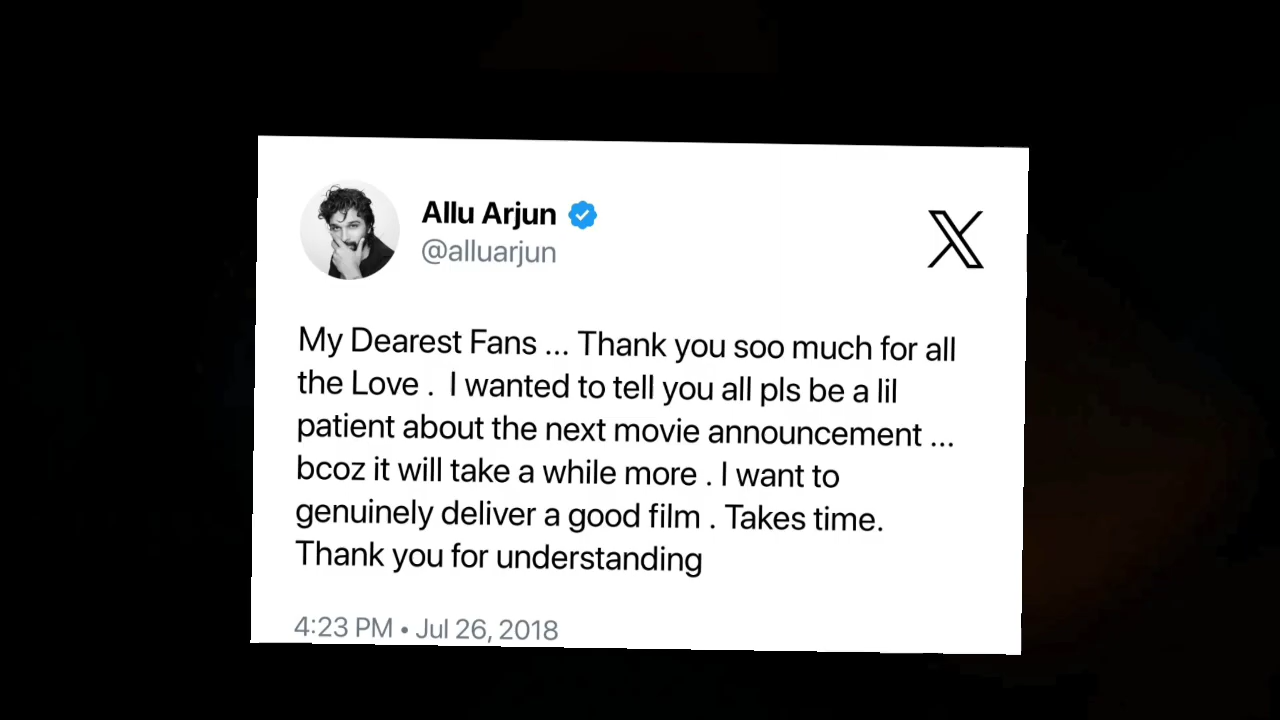 Allu Arjun
@alluarjun
My Dearest Fans ... Thank you soo much for all
the Love .  I wanted to tell you all pls be a lil
patient about the next movie announcement ...
bcoz it will take a while more . I want to
genuinely deliver a good film . Takes time.
Thank you for understanding
4:23 PM • Jul 26, 2018